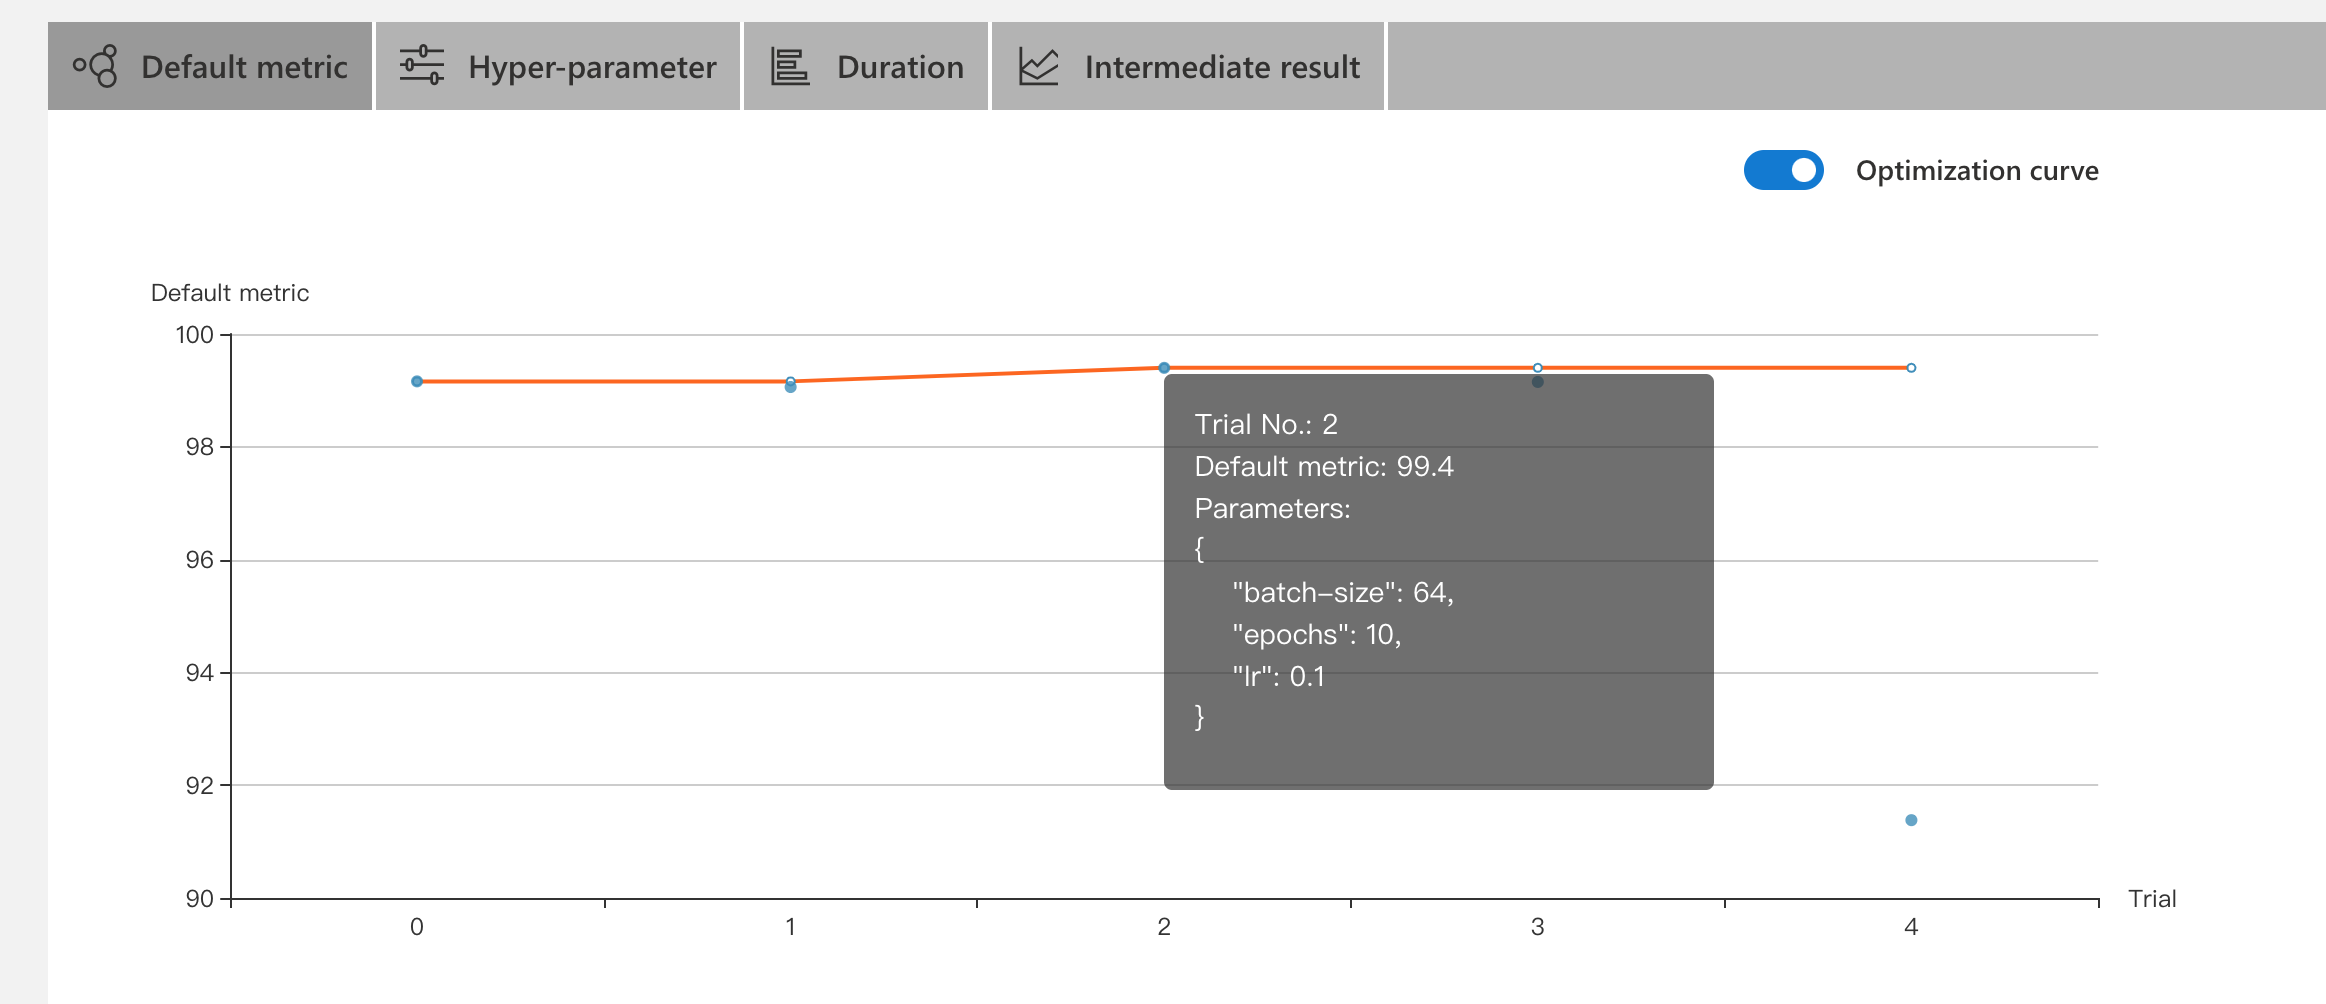 Default metric
Hyper-parameter
Duration
Intermediate result
Optimization curve
Default metric
100
98
96
94
92
90
Trial No.: 2
Default metric: 99.4
Parameters:
{
"batch-size": 64,
"epochs": 10,
"lr": 0.1
}
0 1 2 3 4
Trial